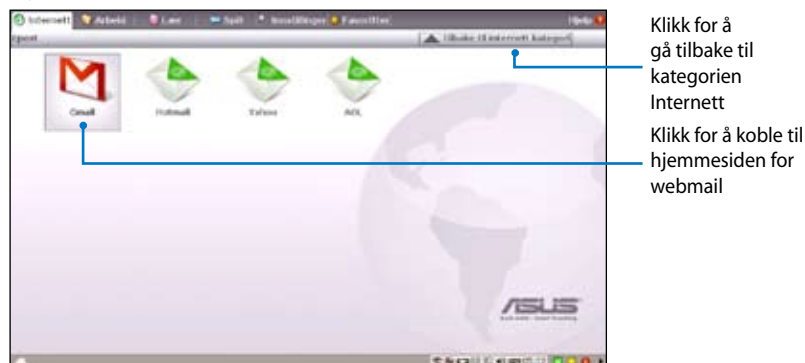 Internett Arbeid Lær Spill Innstillinger Favoritter Hjelp
Epost
Tilbake til internett kategori
Gmail Hotmail Yahoo AOL
ASUS
Klikk for å
gå tilbake til
kategorien
Internett
Klikk for å koble til
hjemmesiden for
webmail